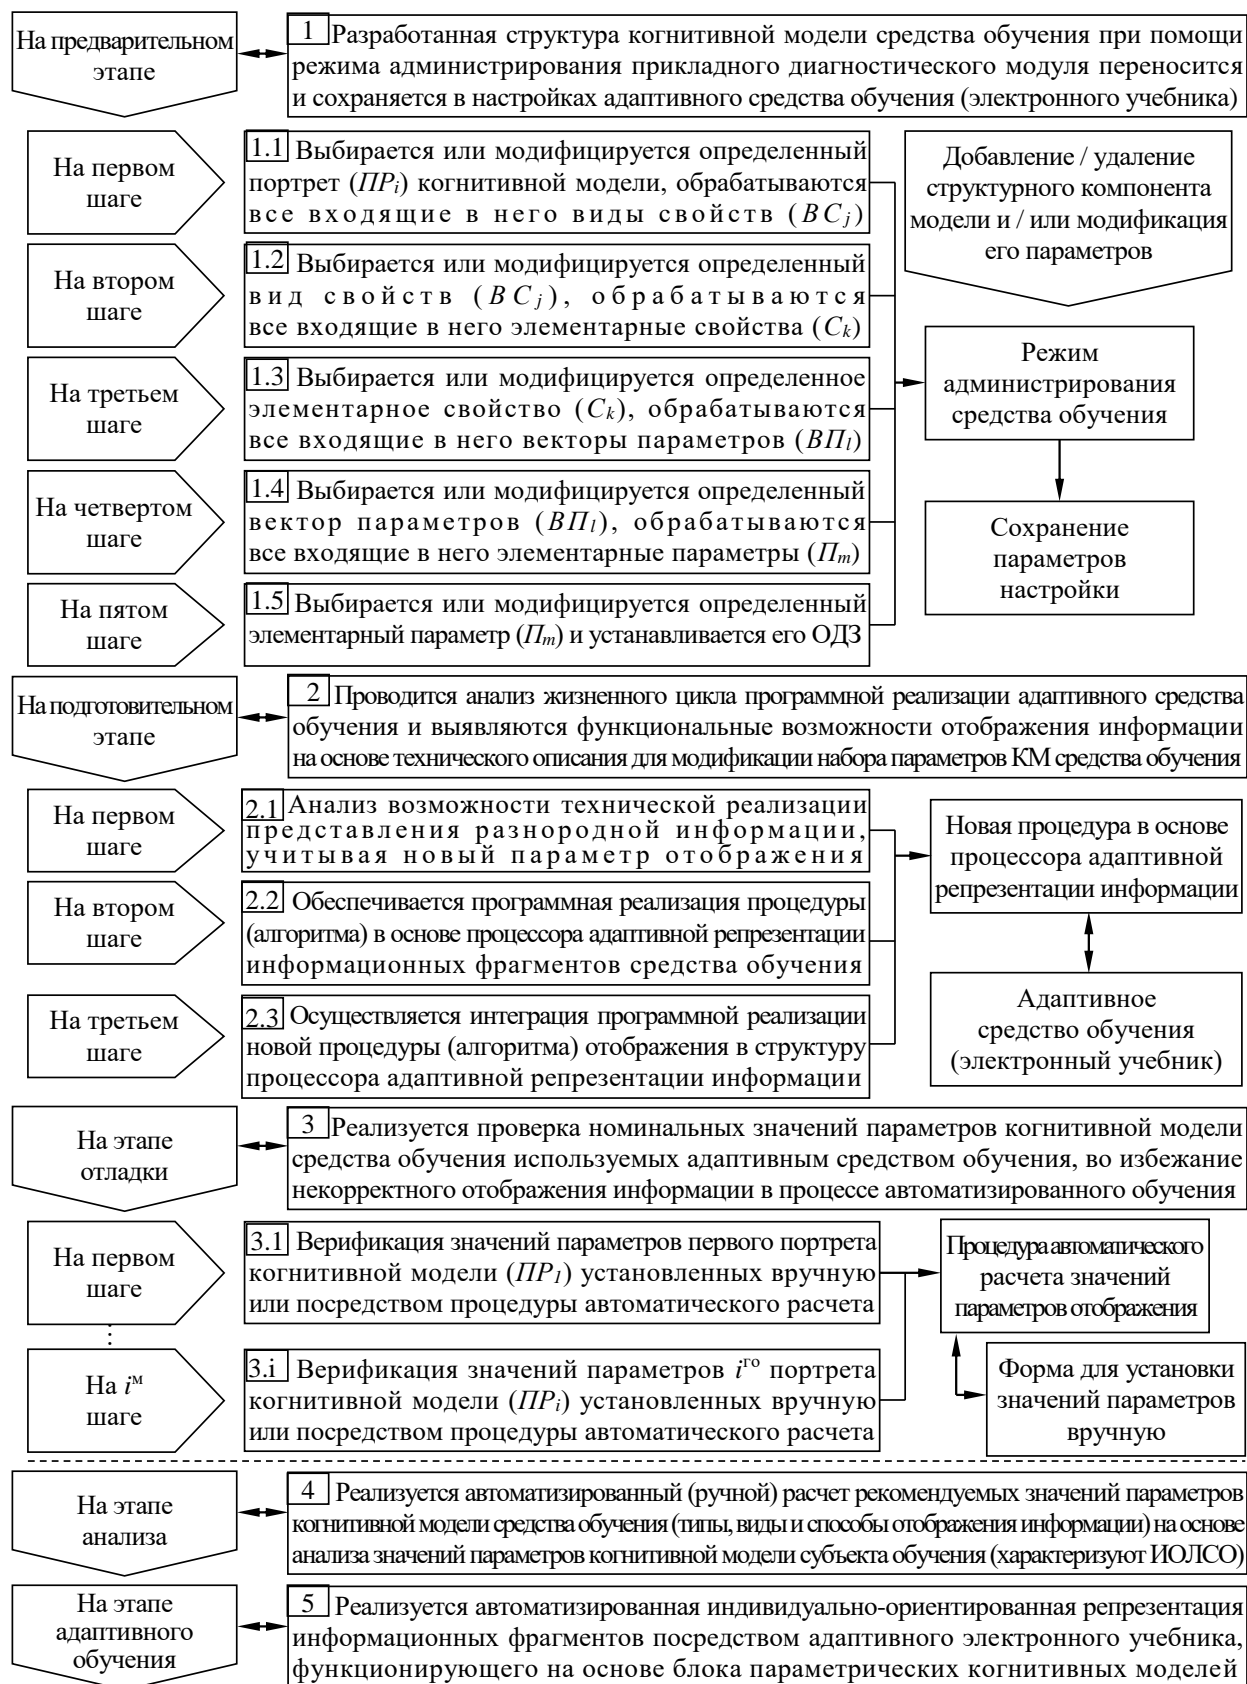 На предварительном
этапе
1 Разработанная структура когнитивной модели средства обучения при помощи
режима администрирования прикладного диагностического модуля переносится
и сохраняется в настройках адаптивного средства обучения (электронного учебника)
На первом
шаге
1.1 Выбирается или модифицируется определенный
портрет (ПРi) когнитивной модели, обрабатываются
все входящие в него виды свойств (ВСj)
Добавление / удаление
структурного компонента
модели и / или модификация
его параметров
На втором
шаге
1.2 Выбирается или модифицируется определенный
вид свойств (ВСj), обрабатываются
все входящие в него элементарные свойства (Сk)
На третьем
шаге
1.3 Выбирается или модифицируется определенное
элементарное свойство (Сk), обрабатываются
все входящие в него векторы параметров (ВПl)
Режим
администрирования
средства обучения
На четвертом
шаге
1.4 Выбирается или модифицируется определенный
вектор параметров (ВПl), обрабатываются
все входящие в него элементарные параметры (Пm)
Сохранение
параметров
настройки
На пятом
шаге
1.5 Выбирается или модифицируется определенный
элементарный параметр (Пm) и устанавливается его ОДЗ
На подготовительном
этапе
2 Проводится анализ жизненного цикла программной реализации адаптивного средства
обучения и выявляются функциональные возможности отображения информации
на основе технического описания для модификации набора параметров КМ средства обучения
На первом
шаге
2.1 Анализ возможности технической реализации
представления разнородной информации,
учитывая новый параметр отображения
Новая процедура в основе
процессора адаптивной
репрезентации информации
На втором
шаге
2.2 Обеспечивается программная реализация процедуры
(алгоритма) в основе процессора адаптивной репрезентации
информационных фрагментов средства обучения
На третьем
шаге
2.3 Осуществляется интеграция программной реализации
новой процедуры (алгоритма) отображения в структуру
процессора адаптивной репрезентации информации
Адаптивное
средство обучения
(электронный учебник)
На этапе
отладки
3 Реализуется проверка номинальных значений параметров когнитивной модели
средства обучения используемых адаптивным средством обучения, во избежание
некорректного отображения информации в процессе автоматизированного обучения
На первом
шаге
3.1 Верификация значений параметров первого портрета
когнитивной модели (ПР1) установленных вручную
или посредством процедуры автоматического расчета
Процедура автоматического
расчета значений
параметров отображения
⋮
На iм
шаге
3.i Верификация значений параметров iго портрета
когнитивной модели (ПРi) установленных вручную
или посредством процедуры автоматического расчета
Форма для установки
значений параметров
вручную
На этапе
анализа
4 Реализуется автоматизированный (ручной) расчет рекомендуемых значений параметров
когнитивной модели средства обучения (типы, виды и способы отображения информации) на основе
анализа значений параметров когнитивной модели субъекта обучения (характеризуют ИОЛСО)
На этапе
адаптивного
обучения
5 Реализуется автоматизированная индивидуально-ориентированная репрезентация
информационных фрагментов посредством адаптивного электронного учебника,
функционирующего на основе блока параметрических когнитивных моделей